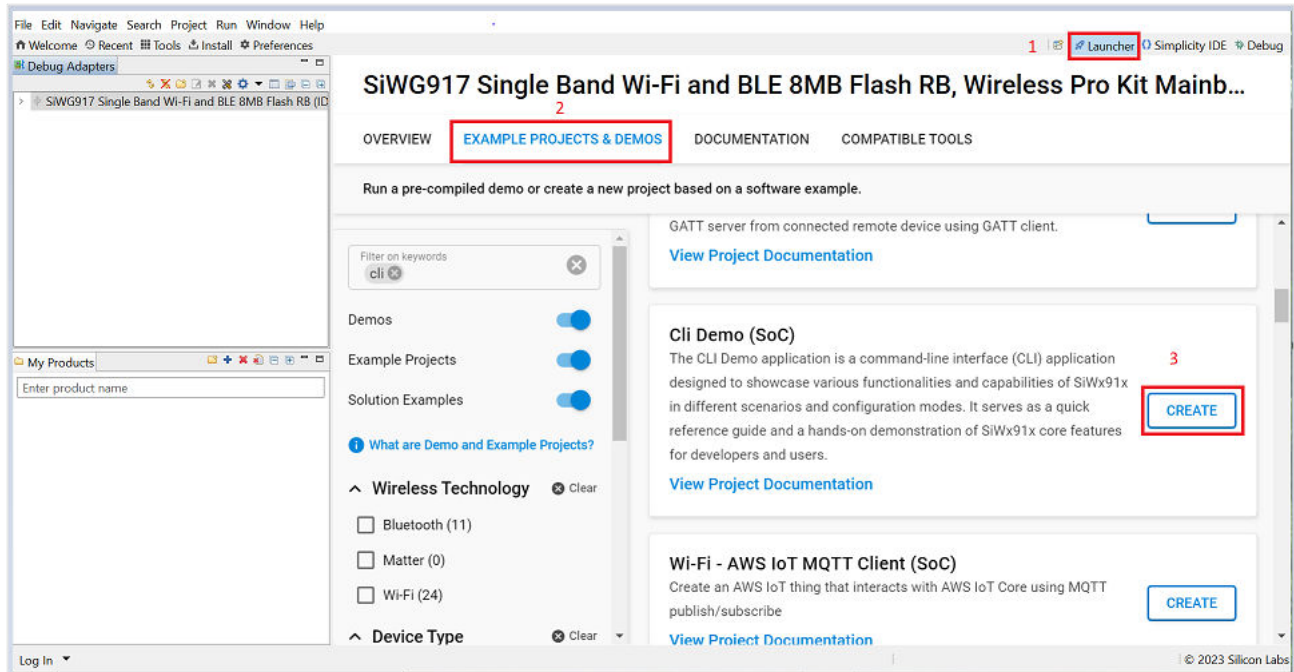 File Edit Navigate Search Project Run Window Help
Welcome Recent Tools Install Preferences
1 Launcher Simplicity IDE Debug
Debug Adapters
SiWG917 Single Band Wi-Fi and BLE 8MB Flash RB (ID
My Products
Enter product name
SiWG917 Single Band Wi-Fi and BLE 8MB Flash RB, Wireless Pro Kit Mainb...
2
OVERVIEW EXAMPLE PROJECTS & DEMOS DOCUMENTATION COMPATIBLE TOOLS
Run a pre-compiled demo or create a new project based on a software example.
Filter on keywords
cli
Demos
Example Projects
Solution Examples
What are Demo and Example Projects?
Wireless Technology Clear
Bluetooth (11)
Matter (0)
Wi-Fi (24)
Device Type Clear
GATT server from connected remote device using GATT client.
View Project Documentation
Cli Demo (SoC)
The CLI Demo application is a command-line interface (CLI) application
designed to showcase various functionalities and capabilities of SiWx91x
in different scenarios and configuration modes. It serves as a quick
reference guide and a hands-on demonstration of SiWx91x core features
for developers and users.
3
CREATE
View Project Documentation
Wi-Fi - AWS IoT MQTT Client (SoC)
Create an AWS IoT thing that interacts with AWS IoT Core using MQTT
publish/subscribe
CREATE
View Project Documentation
Log In
© 2023 Silicon Labs